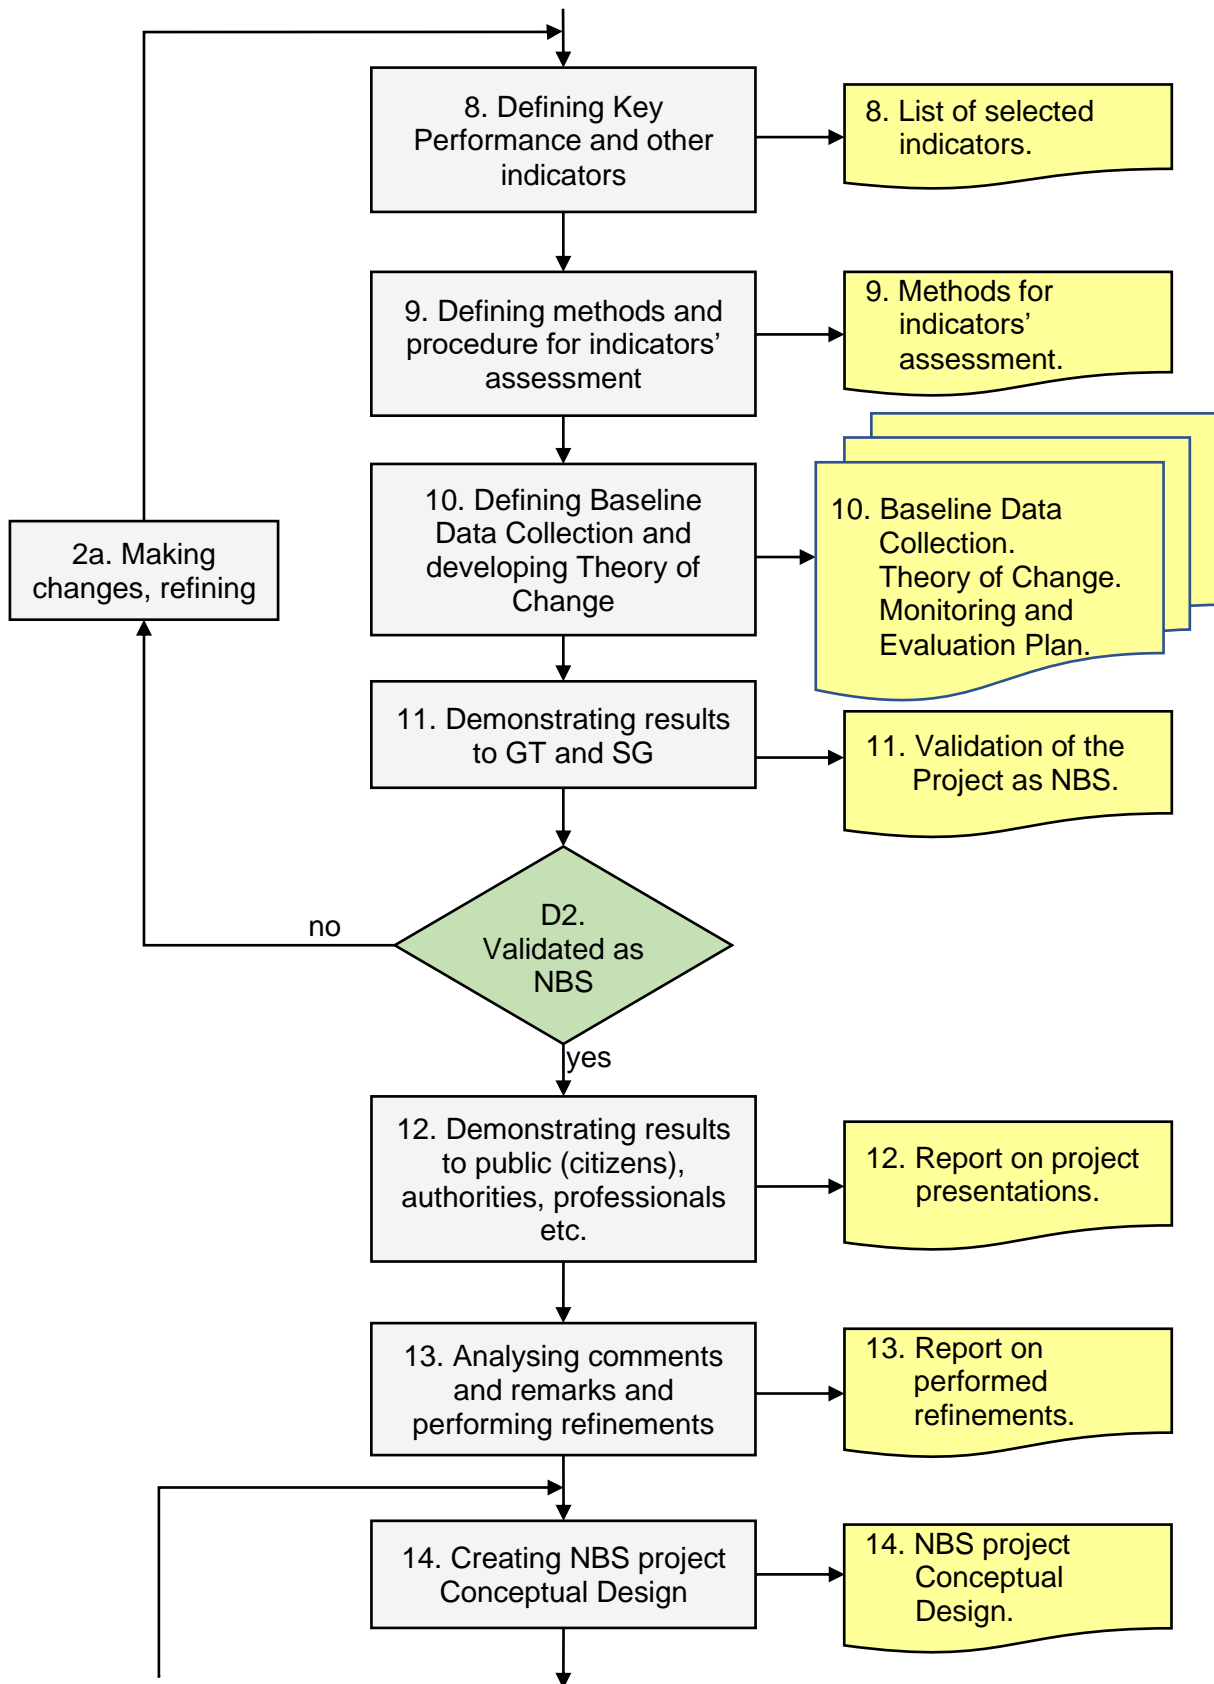 8. Defining Key
Performance and other
indicators
8. List of selected
indicators.
9. Defining methods and
procedure for indicators’
assessment
9. Methods for
indicators’
assessment.
10. Defining Baseline
Data Collection and
developing Theory of
Change
10. Baseline Data
Collection.
Theory of Change.
Monitoring and
Evaluation Plan.
2a. Making
changes, refining
11. Demonstrating results
to GT and SG
11. Validation of the
Project as NBS.
D2.
Validated as
NBS
no
yes
12. Demonstrating results
to public (citizens),
authorities, professionals
etc.
12. Report on project
presentations.
13. Analysing comments
and remarks and
performing refinements
13. Report on
performed
refinements.
14. Creating NBS project
Conceptual Design
14. NBS project
Conceptual
Design.